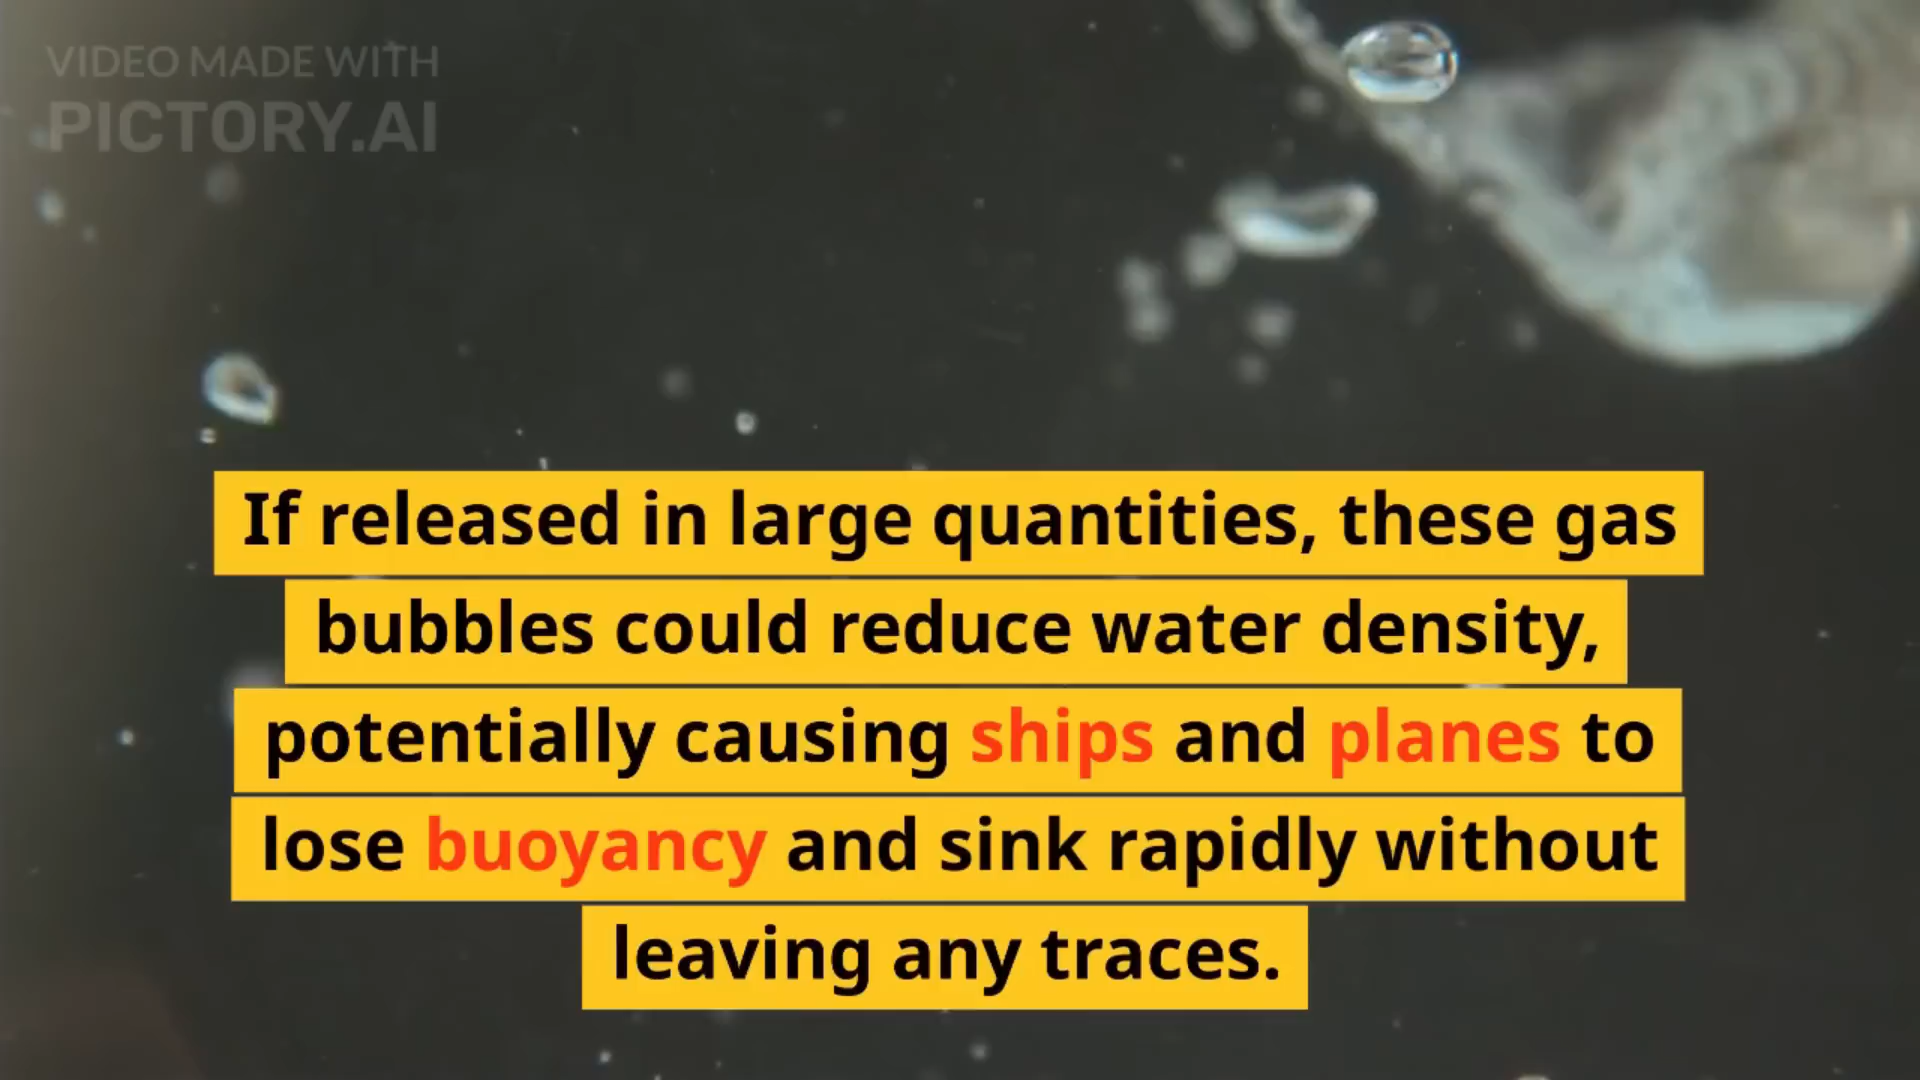 VIDEO MADE WITH
PICTORY.AI
If released in large quantities, these gas
bubbles could reduce water density,
potentially causing ships and planes to
lose buoyancy and sink rapidly without
leaving any traces.